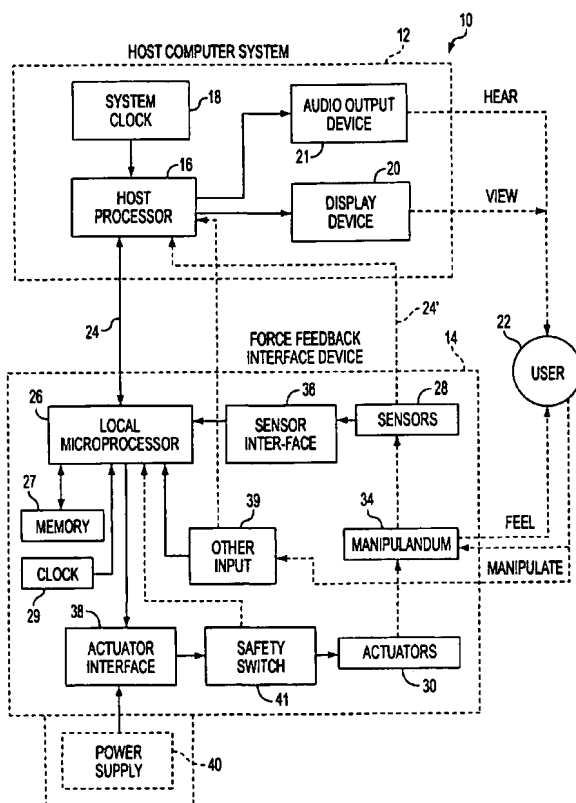 10
HOST COMPUTER SYSTEM
12
SYSTEM
CLOCK
18
AUDIO OUTPUT
DEVICE
21
HEAR
16
HOST
PROCESSOR
20
DISPLAY
DEVICE
VIEW
24
24'
FORCE FEEDBACK
INTERFACE DEVICE
14
22
USER
26
LOCAL
MICROPROCESSOR
36
SENSOR
INTER-FACE
28
SENSORS
27
MEMORY
39
OTHER
INPUT
34
MANIPULANDUM
FEEL
MANIPULATE
CLOCK
29
38
ACTUATOR
INTERFACE
SAFETY
SWITCH
41
ACTUATORS
30
POWER
SUPPLY
40